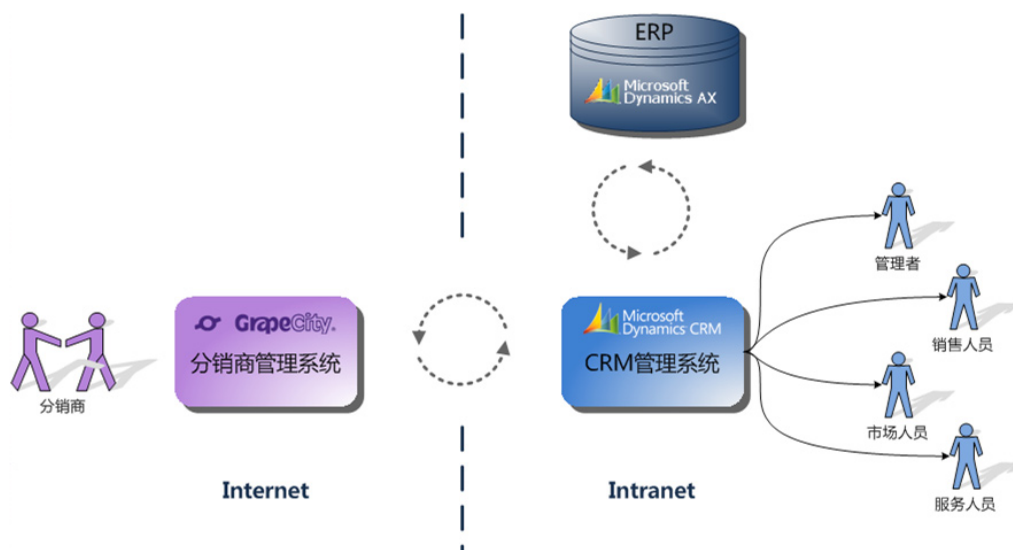 ERP
Microsoft
Dynamics AX
管理者
GrapeCity
分销商管理系统
Microsoft
Dynamics CRM
CRM管理系统
销售人员
分销商
市场人员
服务人员
Internet
Intranet